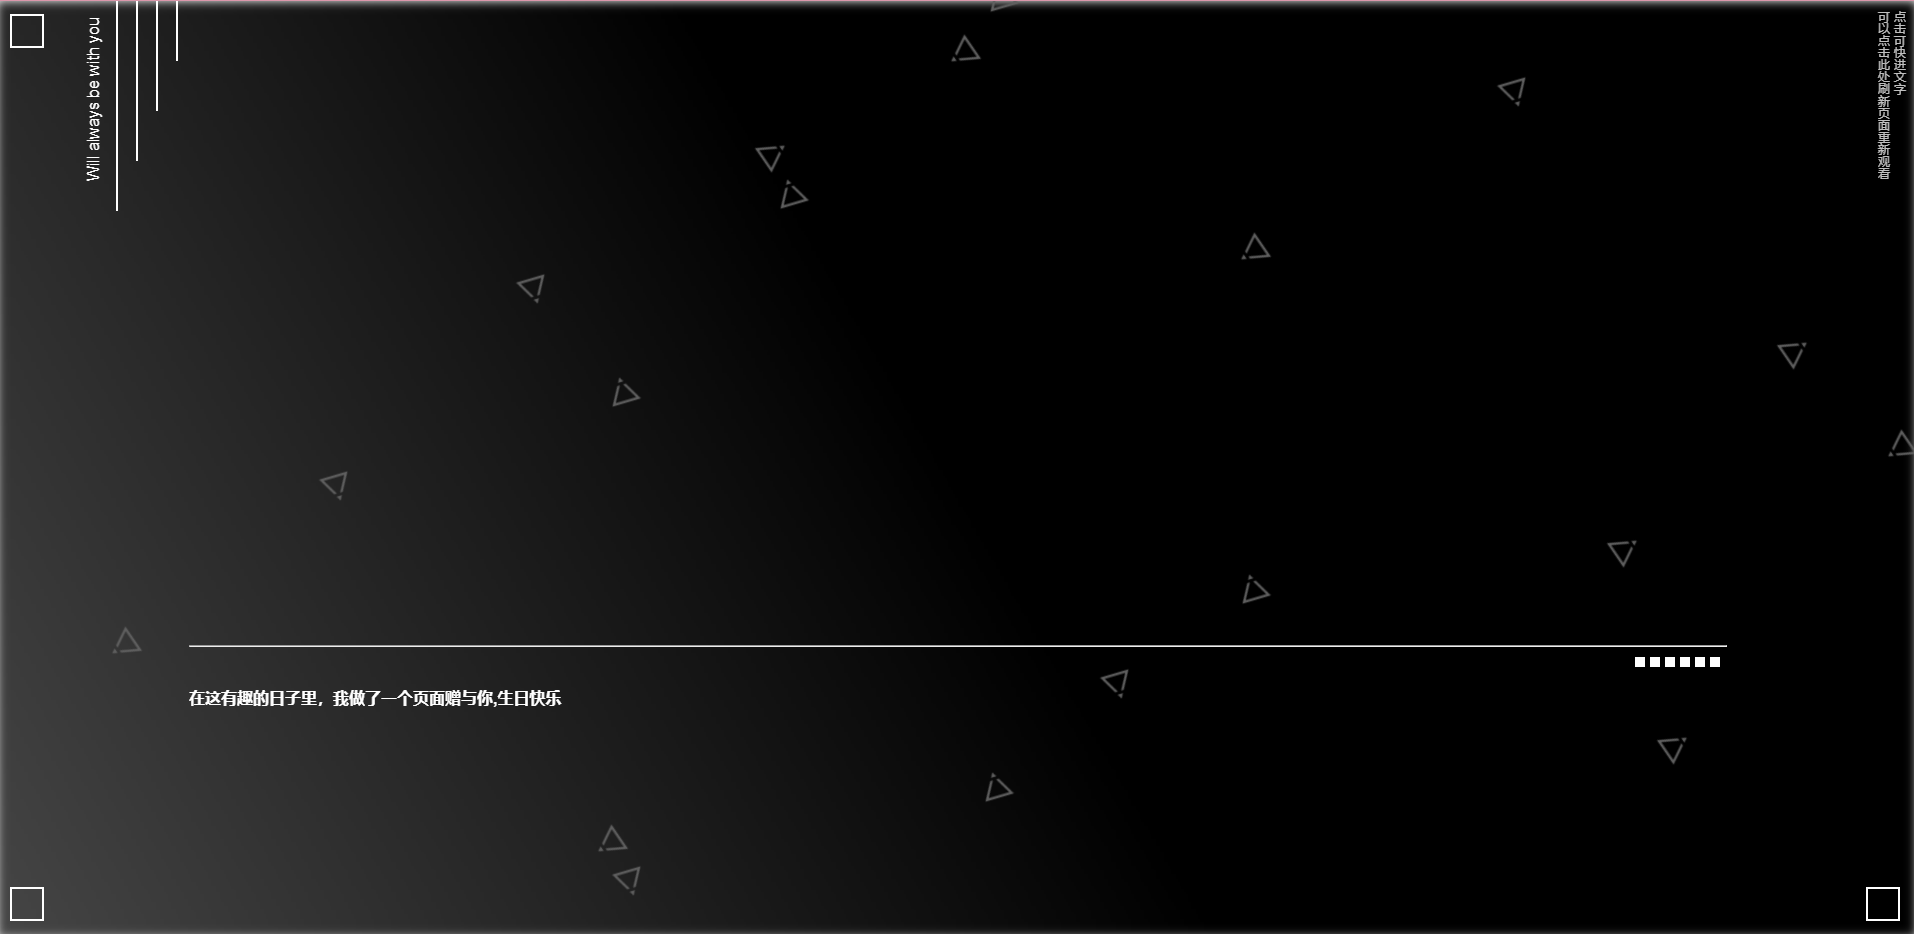 Will always be with you
点击可快进文字
可以点击此处刷新页面重新观看
在这有趣的日子里，我做了一个页面赠与你,生日快乐